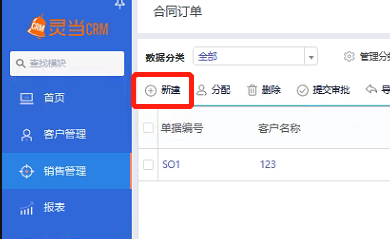 灵当CRM
查找模块
首页
客户管理
销售管理
报表
合同订单
数据分类 全部 管理分
新建 分配 删除 提交审批 导
单据编号 客户名称
SO1 123